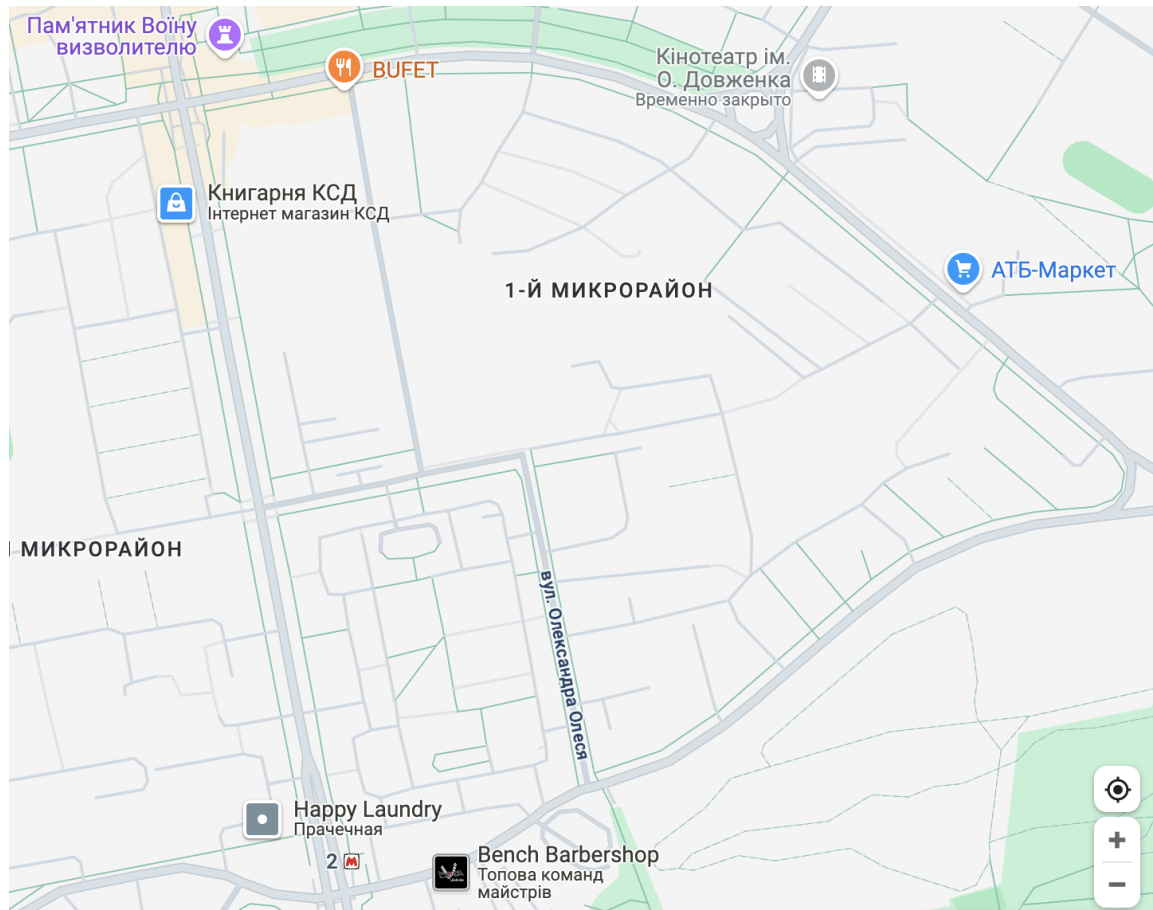 Пам'ятник Воїну
визволителю
BUFET
Кінотеатр ім.
О. Довженка
Временно закрыто
Книгарня КСД
Інтернет магазин КСД
АТБ-Маркет
1-Й МИКРОРАЙОН
МИКРОРАЙОН
вул. Олександра Олеся
Happy Laundry
Прачечная
2 М
Bench Barbershop
Топова команд
майстрів